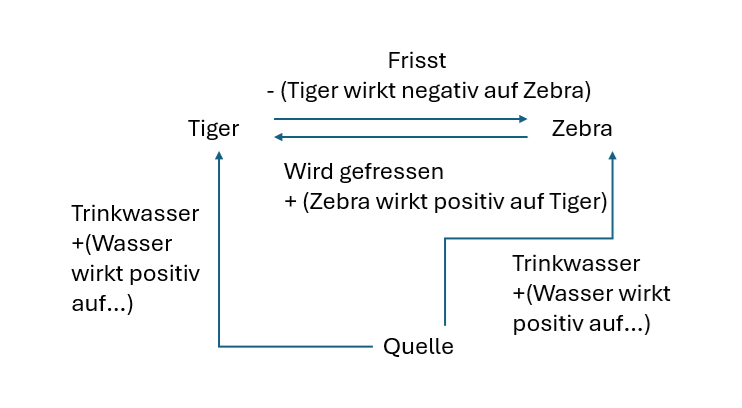 Frisst
- (Tiger wirkt negativ auf Zebra)
Tiger
Zebra
Wird gefressen
+ (Zebra wirkt positiv auf Tiger)
Trinkwasser
+(Wasser
wirkt positiv
auf...)
Trinkwasser
+(Wasser wirkt
positiv auf...)
Quelle